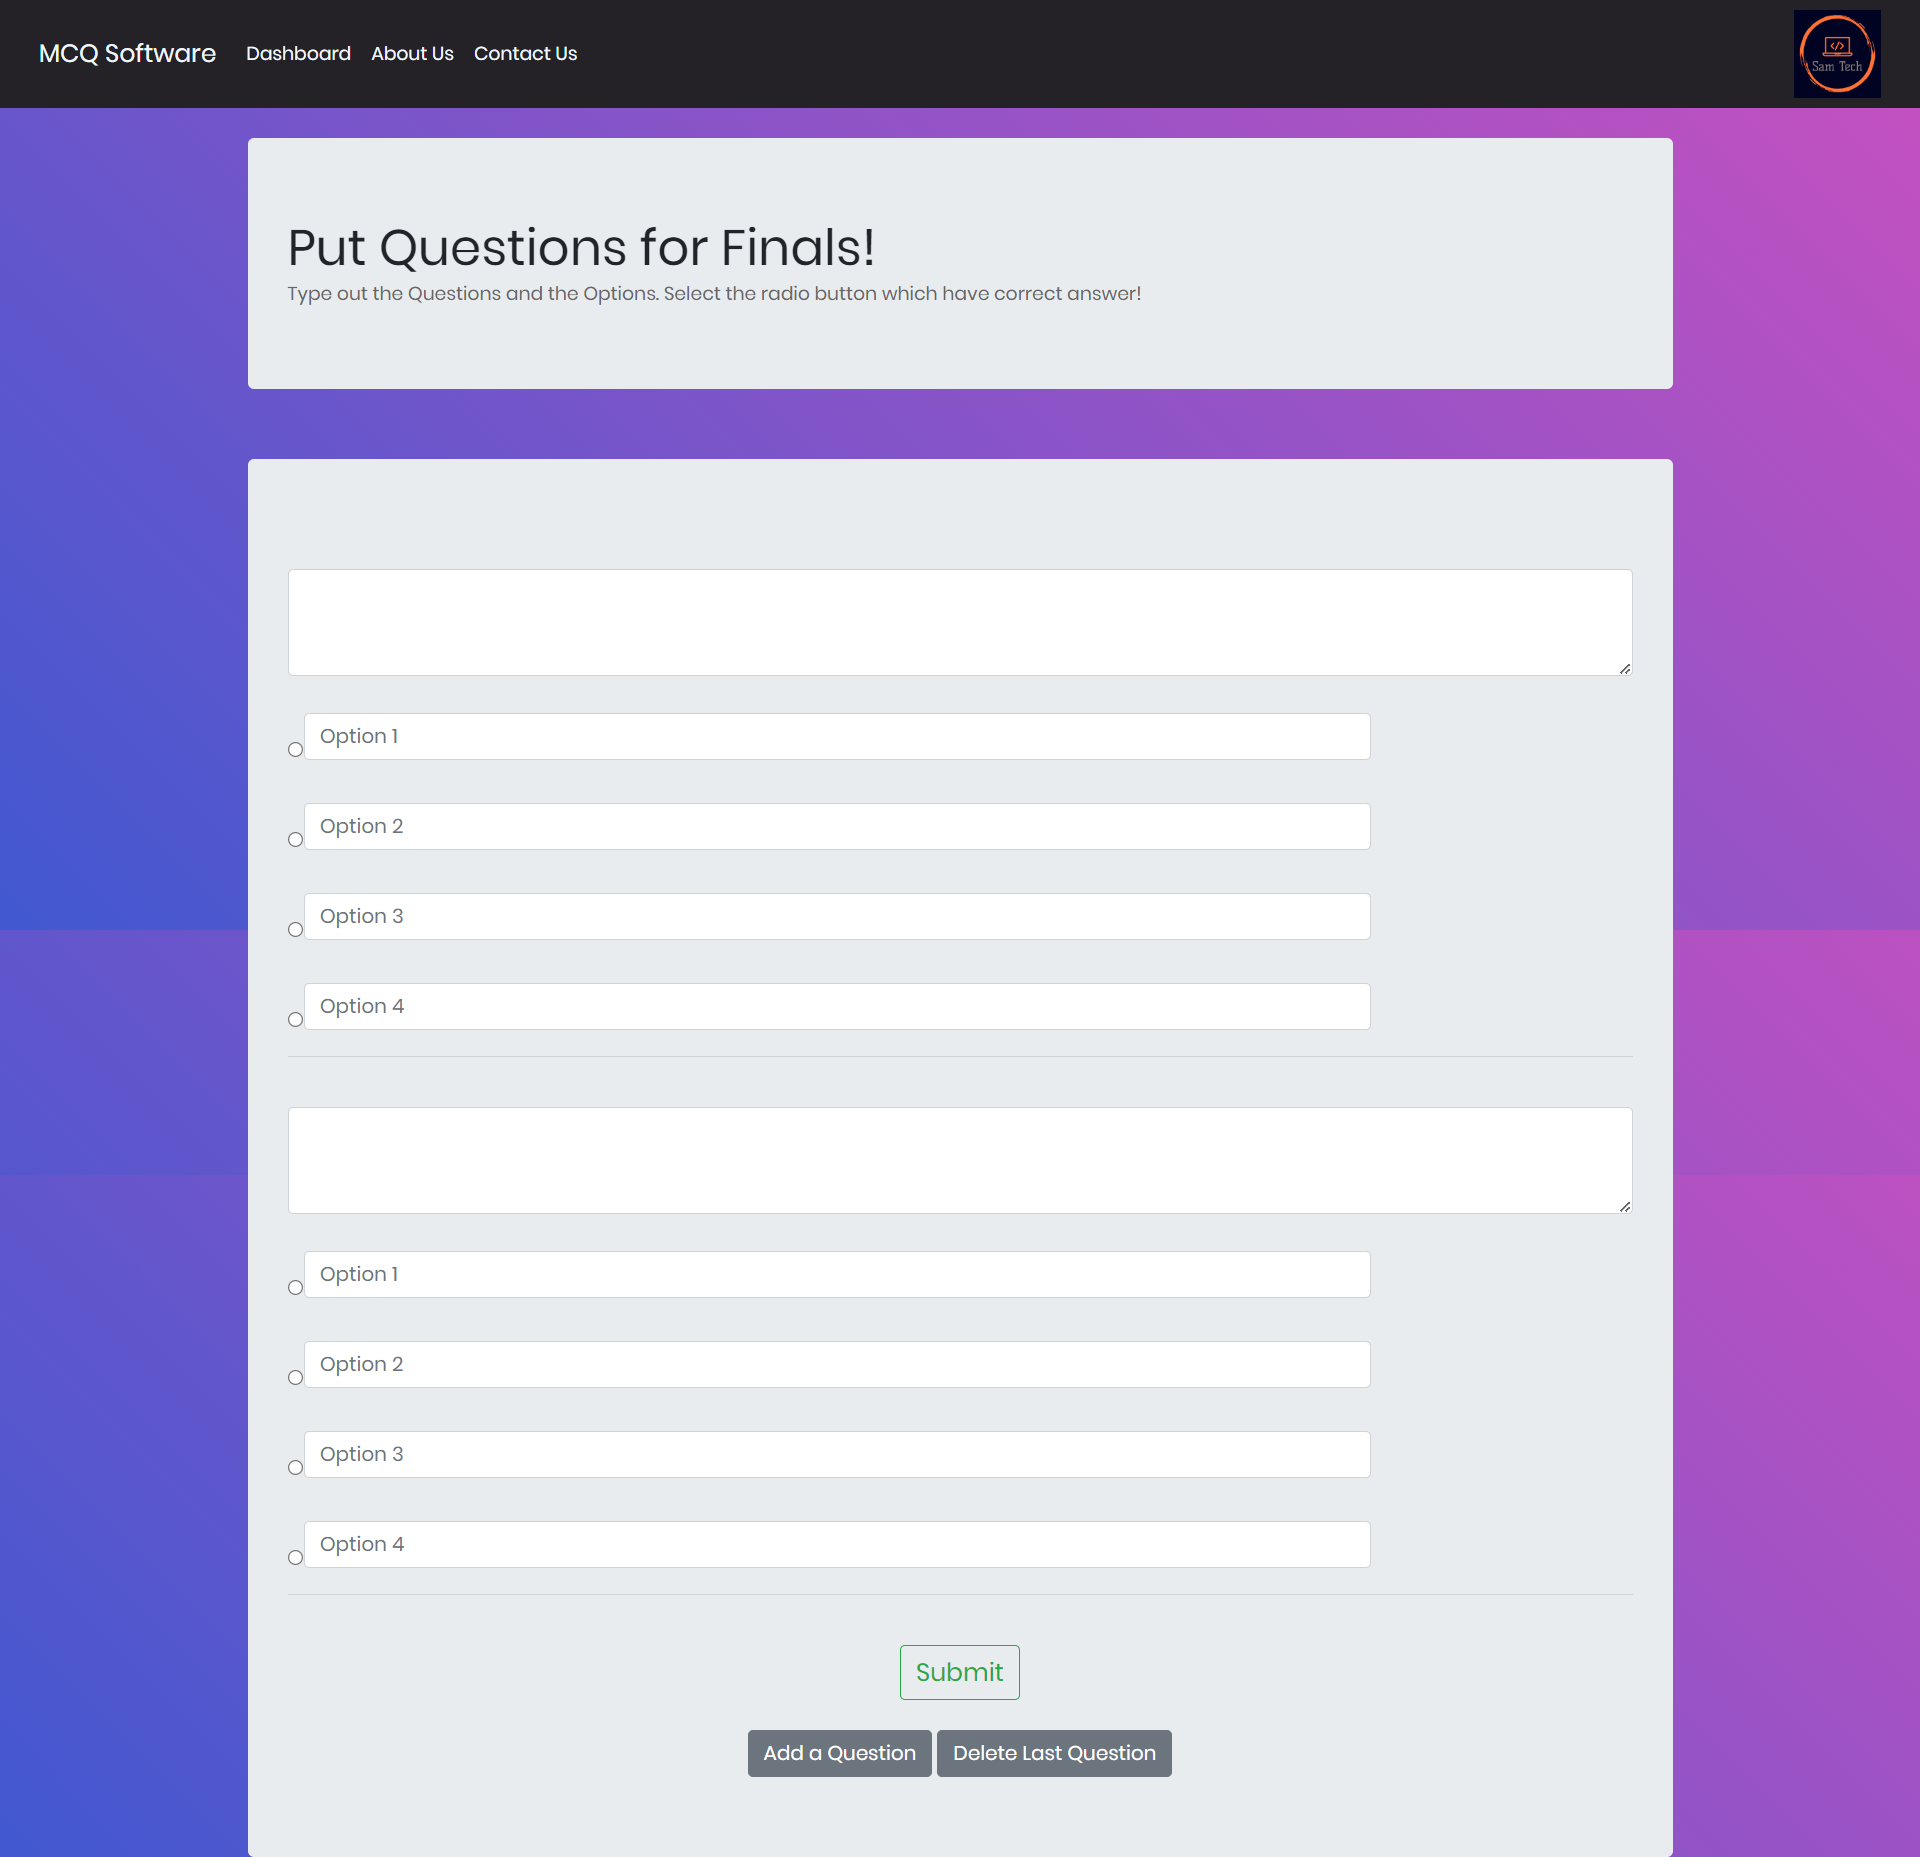 MCQ Software Dashboard About Us Contact Us
</> Sam Tech
Put Questions for Finals!
Type out the Questions and the Options. Select the radio button which have correct answer!
Option 1
Option 2
Option 3
Option 4
Option 1
Option 2
Option 3
Option 4
Submit
Add a Question Delete Last Question